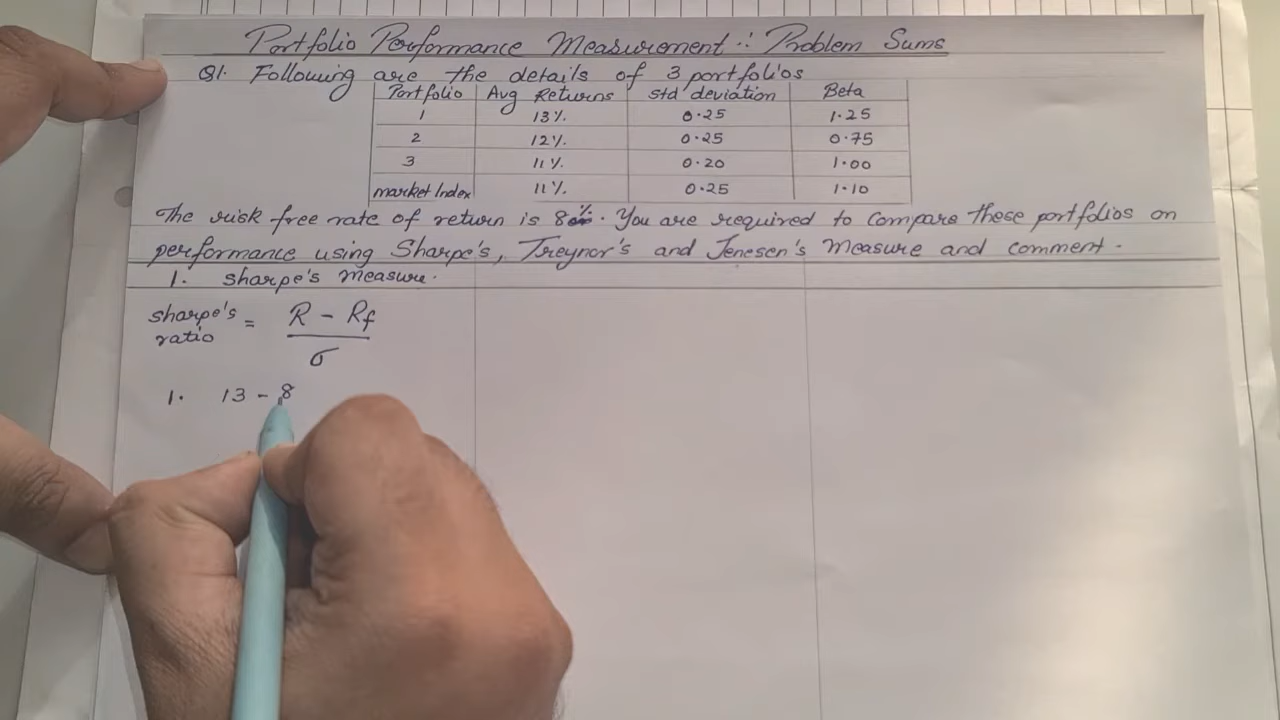 Portfolio Performance Measurement :: Problem Sums
Q1. Following are the details of 3 portfolios
Portfolio Avg Returns std deviation Beta
1 13%. 0.25 1.25
2 12%. 0.25 0.75
3 11%. 0.20 1.00
market Index 11%. 0.25 1.10
The risk free rate of return is 8%. You are required to compare these portfolios on
performance using Sharpe's, Treynor's and Jenesen's Measure and comment.
1. sharpe's measure.
sharpe's ratio = R - Rf
σ
1. 13 - 8